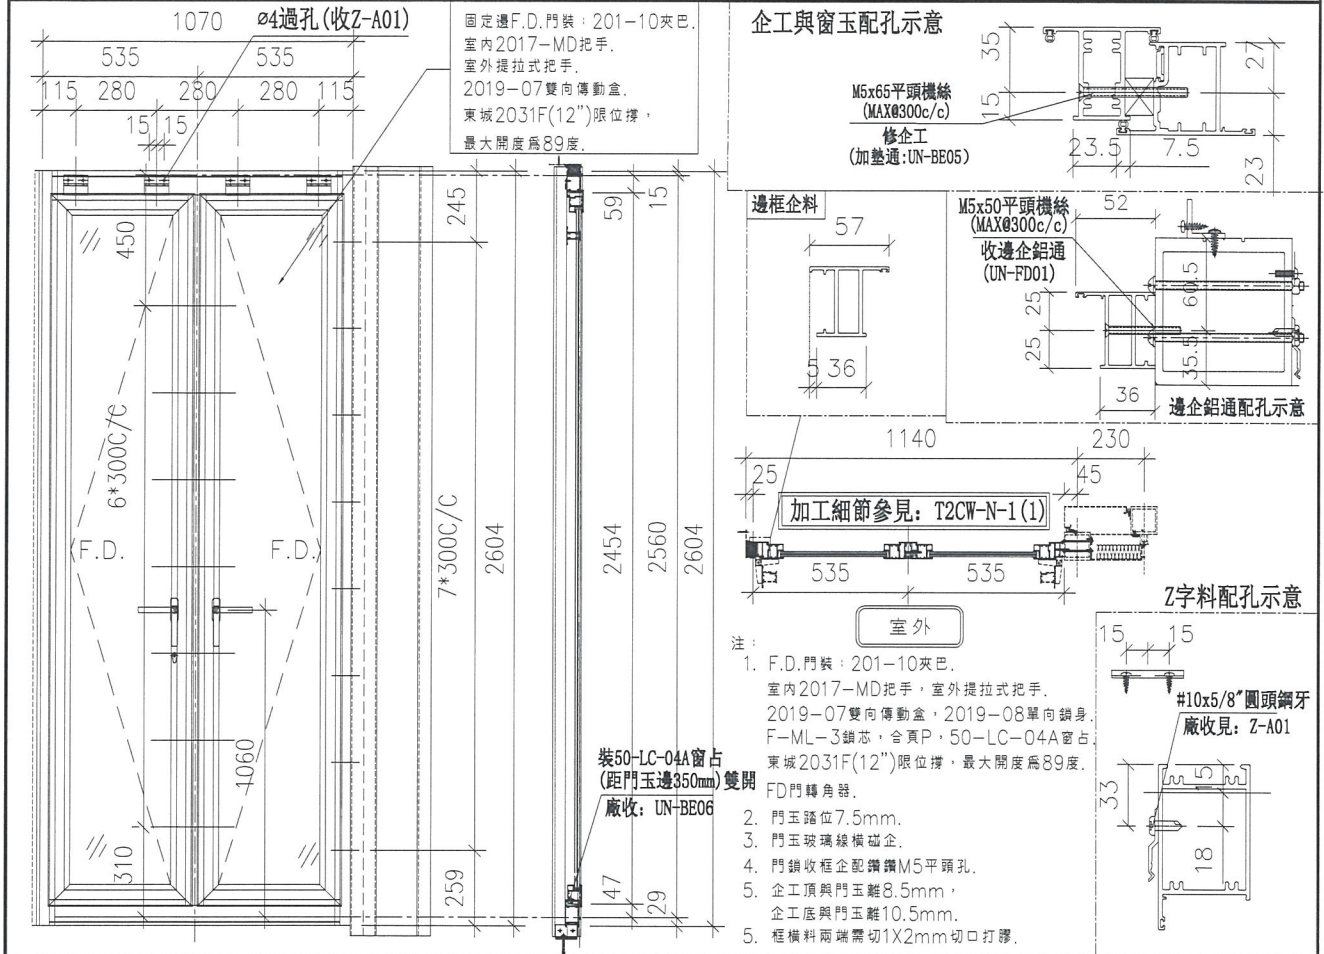 1070
ø4過孔(收Z-A01)
535
535
115
280
280
280
115
15
15
固定邊F.D.門裝：201-10夾巴.
室內2017-MD把手.
室外提拉式把手.
2019-07雙向傳動盒.
東城2031F(12")限位撐，
最大開度爲89度.
450
6*300C/C
F.D.
F.D.
1060
310
245
7*300C/C
2604
259
59
15
2454
2560
2604
47
29
裝50-LC-04A窗占
(距門玉邊350mm)雙開
廠收: UN-BE06
企工與窗玉配孔示意
M5x65平頭機絲
(MAX@300c/c)
修企工
(加墊通:UN-BE05)
35
15
27
23
23.5
7.5
邊框企料
57
5
36
M5x50平頭機絲
(MAX@300c/c)
收邊企鋁通
(UN-FD01)
52
25
25
60.5
35.5
36
邊企鋁通配孔示意
1140
230
25
45
加工細節參見: T2CW-N-1(1)
535
535
室外
注：
1. F.D.門裝：201-10夾巴.
室內2017-MD把手，室外提拉式把手.
2019-07雙向傳動盒，2019-08單向鎖身.
F-ML-3鎖芯，合頁P，50-LC-04A窗占.
東城2031F(12")限位撐，最大開度爲89度.
FD門轉角器.
2. 門玉踏位7.5mm.
3. 門玉玻璃線橫碰企.
4. 門鎖收框企配鑽鑽M5平頭孔.
5. 企工頂與門玉離8.5mm，
企工底與門玉離10.5mm.
5. 框橫料兩端需切1X2mm切口打膠.
Z字料配孔示意
15
15
#10x5/8"圓頭鋼牙
廠收見: Z-A01
33
15
18